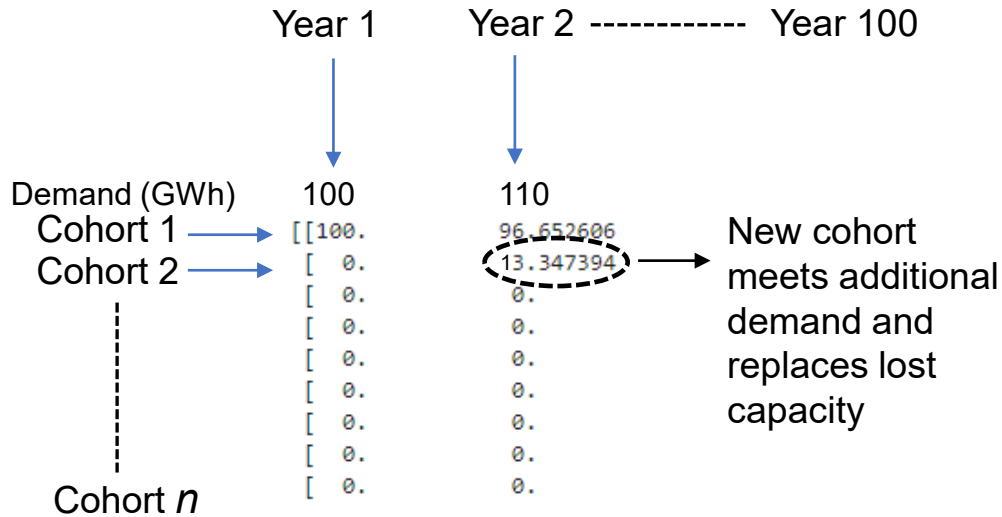 Year 1 Year 2 Year 100
Demand (GWh) 100 110
Cohort 1 [[100. 96.652606
Cohort 2 [ 0. 13.347394
[ 0. 0.
[ 0. 0.
[ 0. 0.
[ 0. 0.
[ 0. 0.
[ 0. 0.
[ 0. 0.
Cohort n
New cohort
meets additional
demand and
replaces lost
capacity